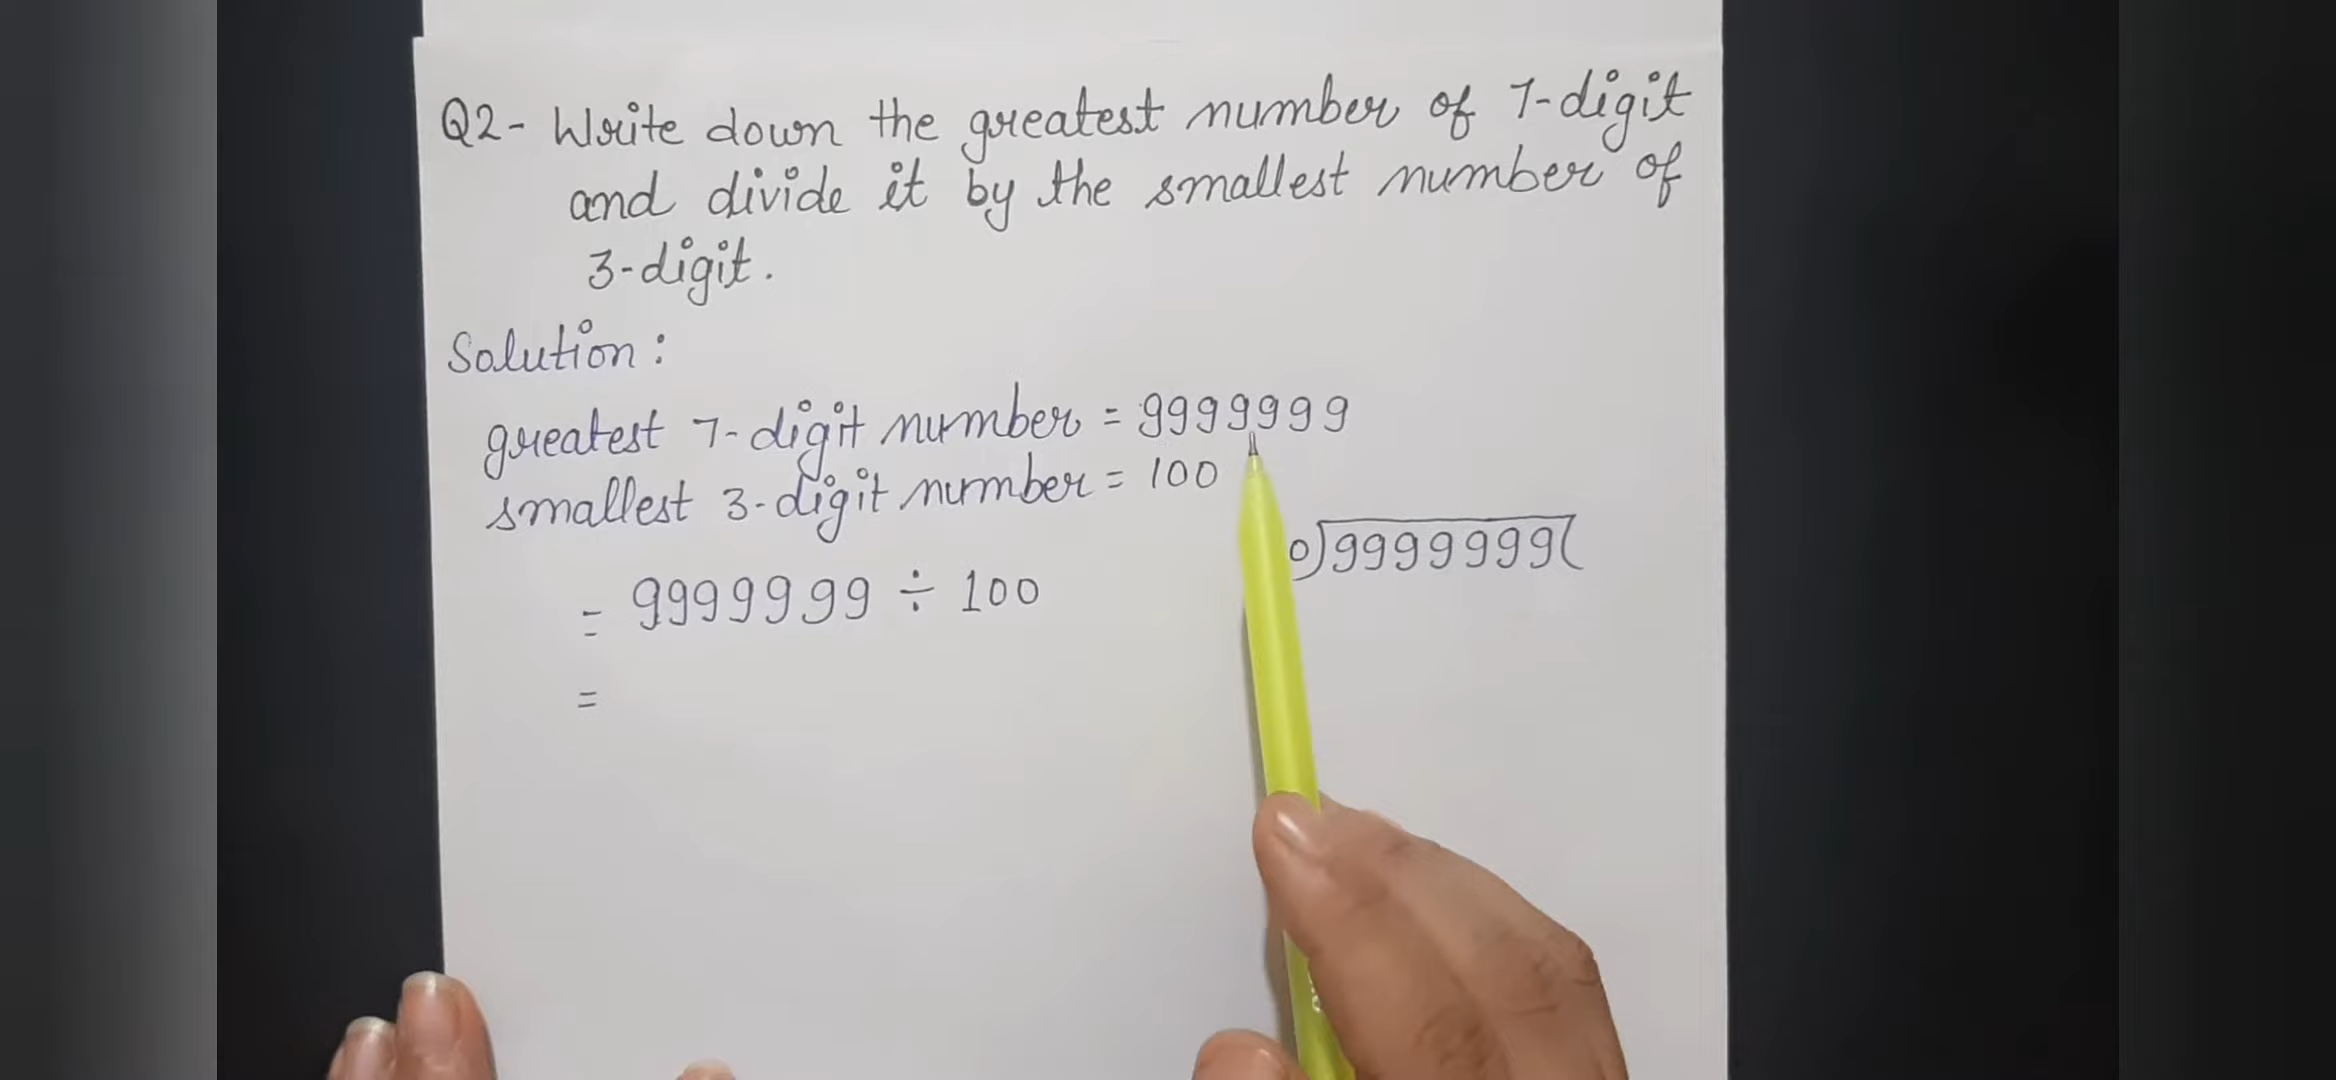 Q2- Write down the greatest number of 7-digit
and divide it by the smallest number of
3-digit.
Solution:
greatest 7-digit number = 9999999
smallest 3-digit number = 100
0)9999999(
= 9999999 ÷ 100
=